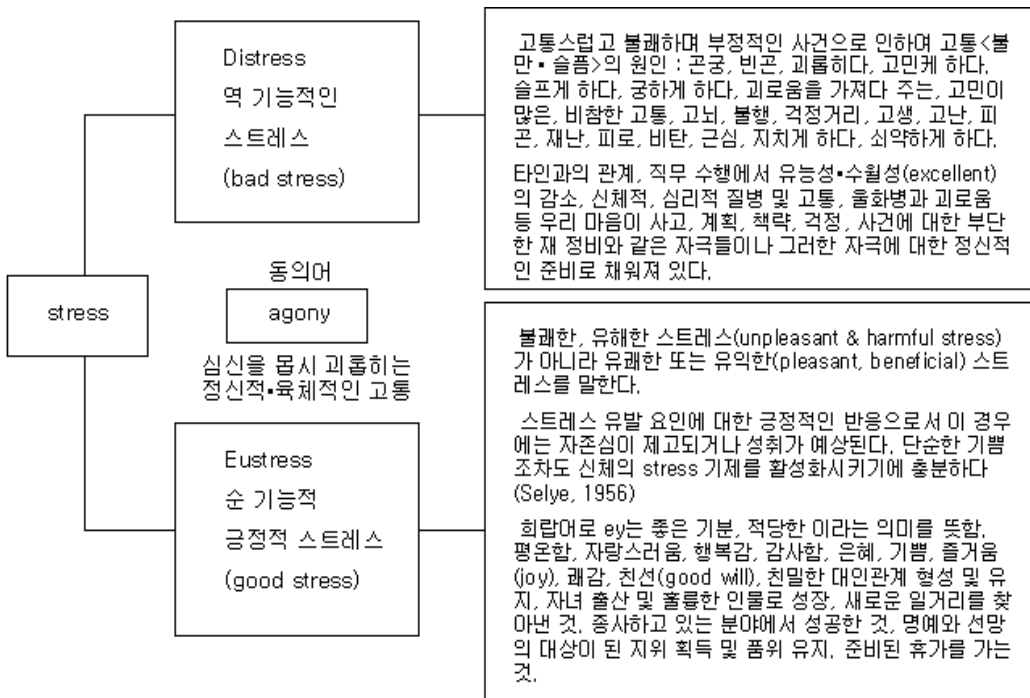 Distress
역 기능적인
스트레스
(bad stress)
고통스럽고 불쾌하며 부정적인 사건으로 인하며 고통<불
만·슬픔>의 원인 : 곤궁, 빈곤, 괴롭히다, 고민케 하다,
슬프게 하다, 궁하게 하다, 괴로움을 가져다 주는, 고민이
많은, 비참한 고통, 고뇌, 불행, 걱정거리, 고생, 고난, 피
곤, 재난, 피로, 비탄, 근심, 지치게 하다, 쇠약하게 하다.
타인과의 관계, 직무 수행에서 유능성·수월성(excellent)
의 감소, 신체적, 심리적 질병 및 고통, 울화병과 괴로움
등 우리 마음이 사고, 계획, 책략, 걱정, 사건에 대한 부단
한 재 정비와 같은 자극들이나 그러한 자극에 대한 정신적
인 준비로 채워져 있다.
stress
동의어
agony
심신을 몹시 괴롭히는
정신적·육체적인 고통
Eustress
순 기능적
긍정적 스트레스
(good stress)
불쾌한, 유해한 스트레스(unpleasant & harmful stress)
가 아니라 유쾌한 또는 유익한(pleasant, beneficial) 스트
레스를 말한다.
스트레스 유발 요인에 대한 긍정적인 반응으로서 이 경우
에는 자존심이 제고되거나 성취가 예상된다. 단순한 기쁨
조차도 신체의 stress 기제를 활성화시키기에 충분하다
(Selye, 1956)
희랍어로 ey는 좋은 기분, 적당한 이라는 의미를 뜻함.
평온함, 자랑스러움, 행복감, 감사함, 은혜, 기쁨, 즐거움
(joy), 쾌감, 친선(good will), 친밀한 대인관계 형성 및 유
지, 자녀 출산 및 훌륭한 인물로 성장, 새로운 일거리를 찾
아낸 것, 종사하고 있는 분야에서 성공한 것, 명예와 선망
의 대상이 된 지위 획득 및 품위 유지. 준비된 휴가를 가는
것.